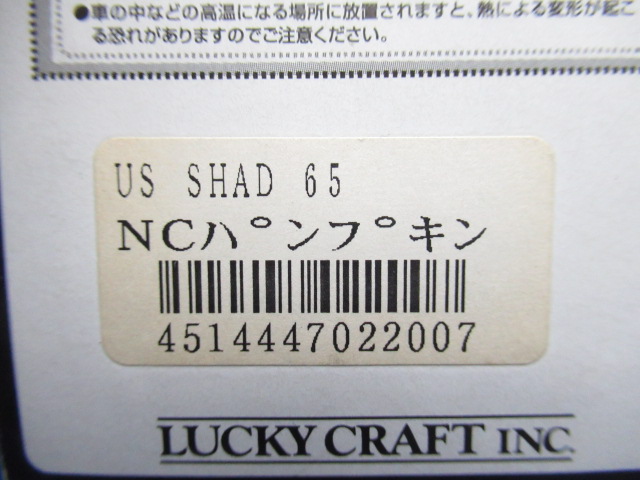 ●車の中などの高温になる場所に放置されますと、熱による変形が起こ
る恐れがありますのでご注意ください。
US SHAD 65
NCパンプキン
4514447022007
LUCKY CRAFT INC.